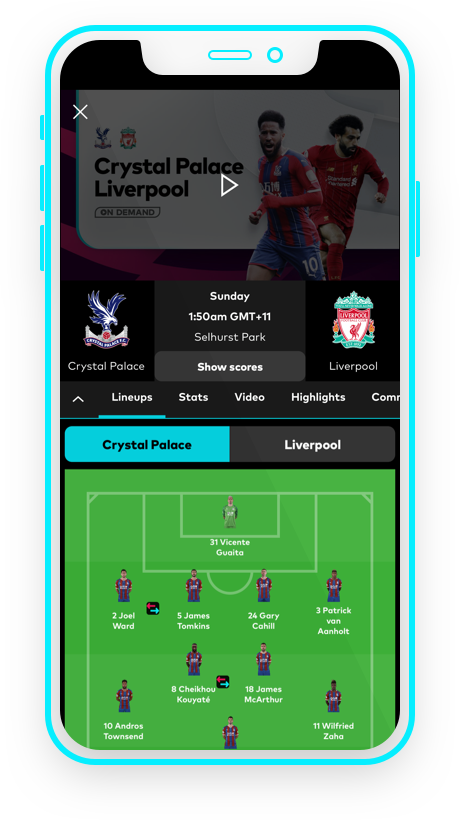 Crystal Palace
Liverpool
ON DEMAND
10
Sunday
1:50am GMT+11
Selhurst Park
Crystal Palace
Show scores
Liverpool
Lineups
Stats
Video
Highlights
Comm
Crystal Palace
Liverpool
31 Vicente
Guaita
2 Joel
Ward
5 James
Tomkins
24 Gary
Cahill
3 Patrick
van
Aanholt
8 Cheikhou
Kouyaté
18 James
McArthur
10 Andros
Townsend
11 Wilfried
Zaha